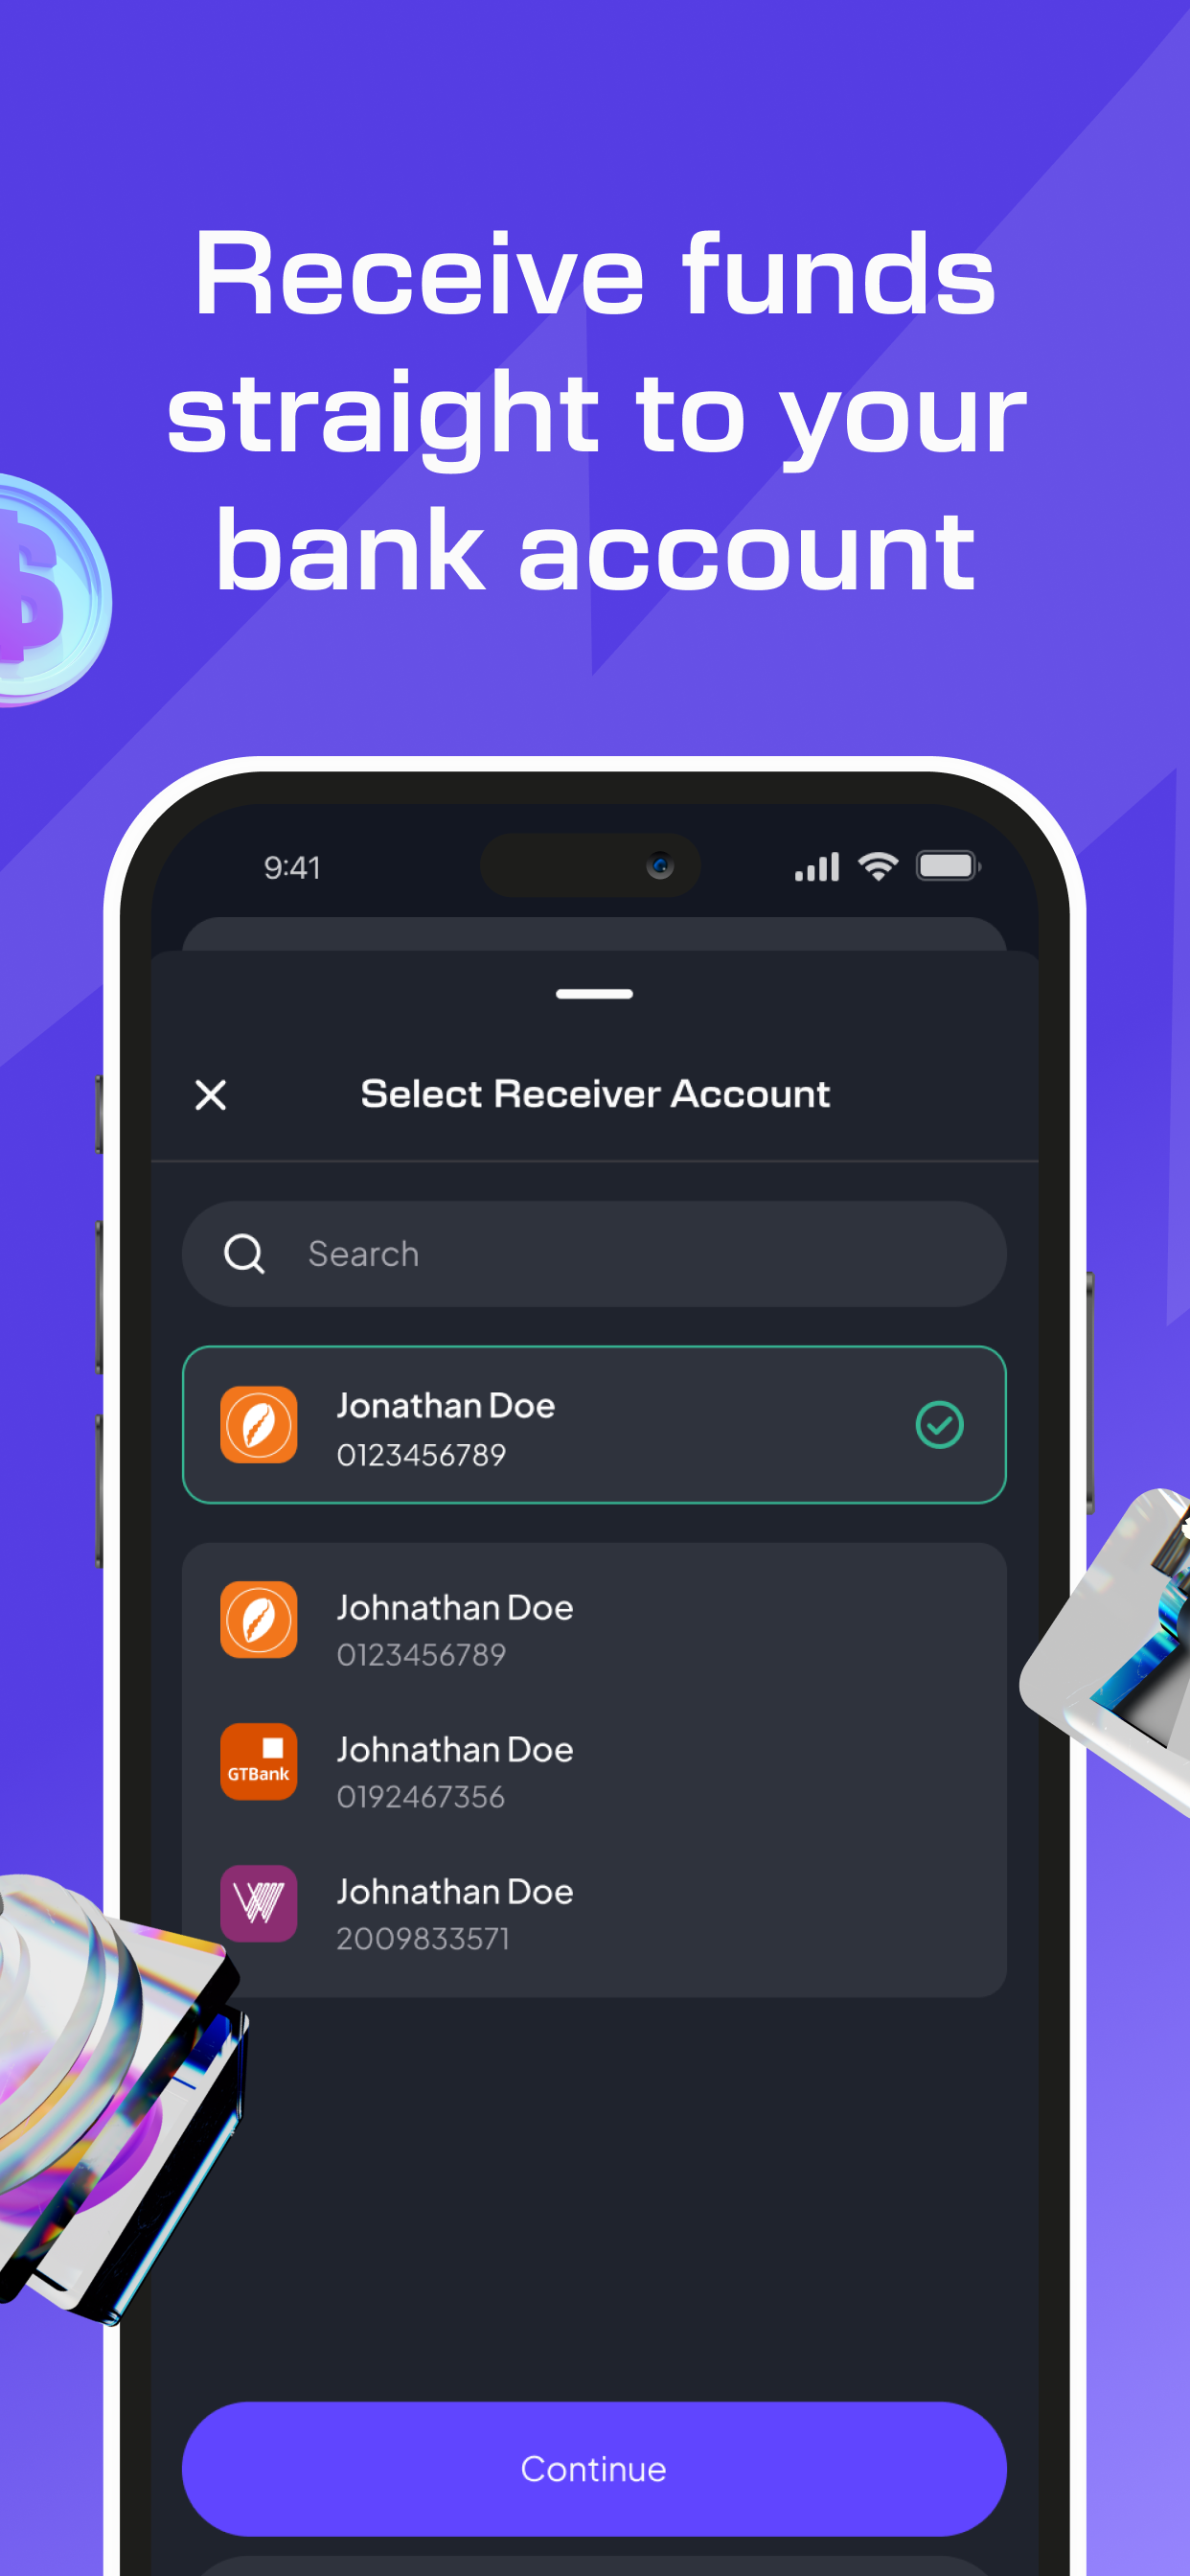 Receive funds
straight to your
bank account
$
9:41
Select Receiver Account
Search
Jonathan Doe
0123456789
Johnathan Doe
0123456789
GTBank
Johnathan Doe
0192467356
Johnathan Doe
2009833571
Continue